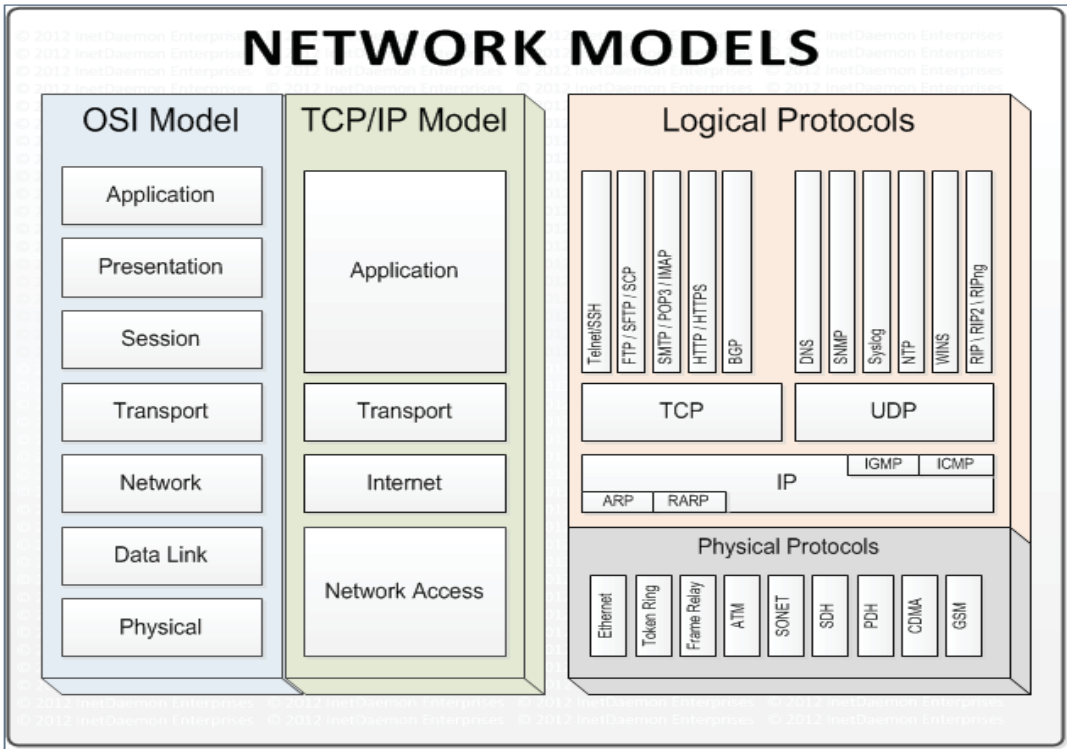 NETWORK MODELS
OSI Model
Application
Presentation
Session
Transport
Network
Data Link
Physical
TCP/IP Model
Application
Transport
Internet
Network Access
Logical Protocols
Telnet/SSH
FTP / SFTP / SCP
SMTP / POP3 / IMAP
HTTP / HTTPS
BGP
DNS
SNMP
Syslog
NTP
WINS
RIP \ RIP2 \ RIPng
TCP
UDP
IP
IGMP
ICMP
ARP
RARP
Physical Protocols
Ethernet
Token Ring
Frame Relay
ATM
SONET
SDH
PDH
CDMA
GSM
© 2012 InetDaemon Enterprises